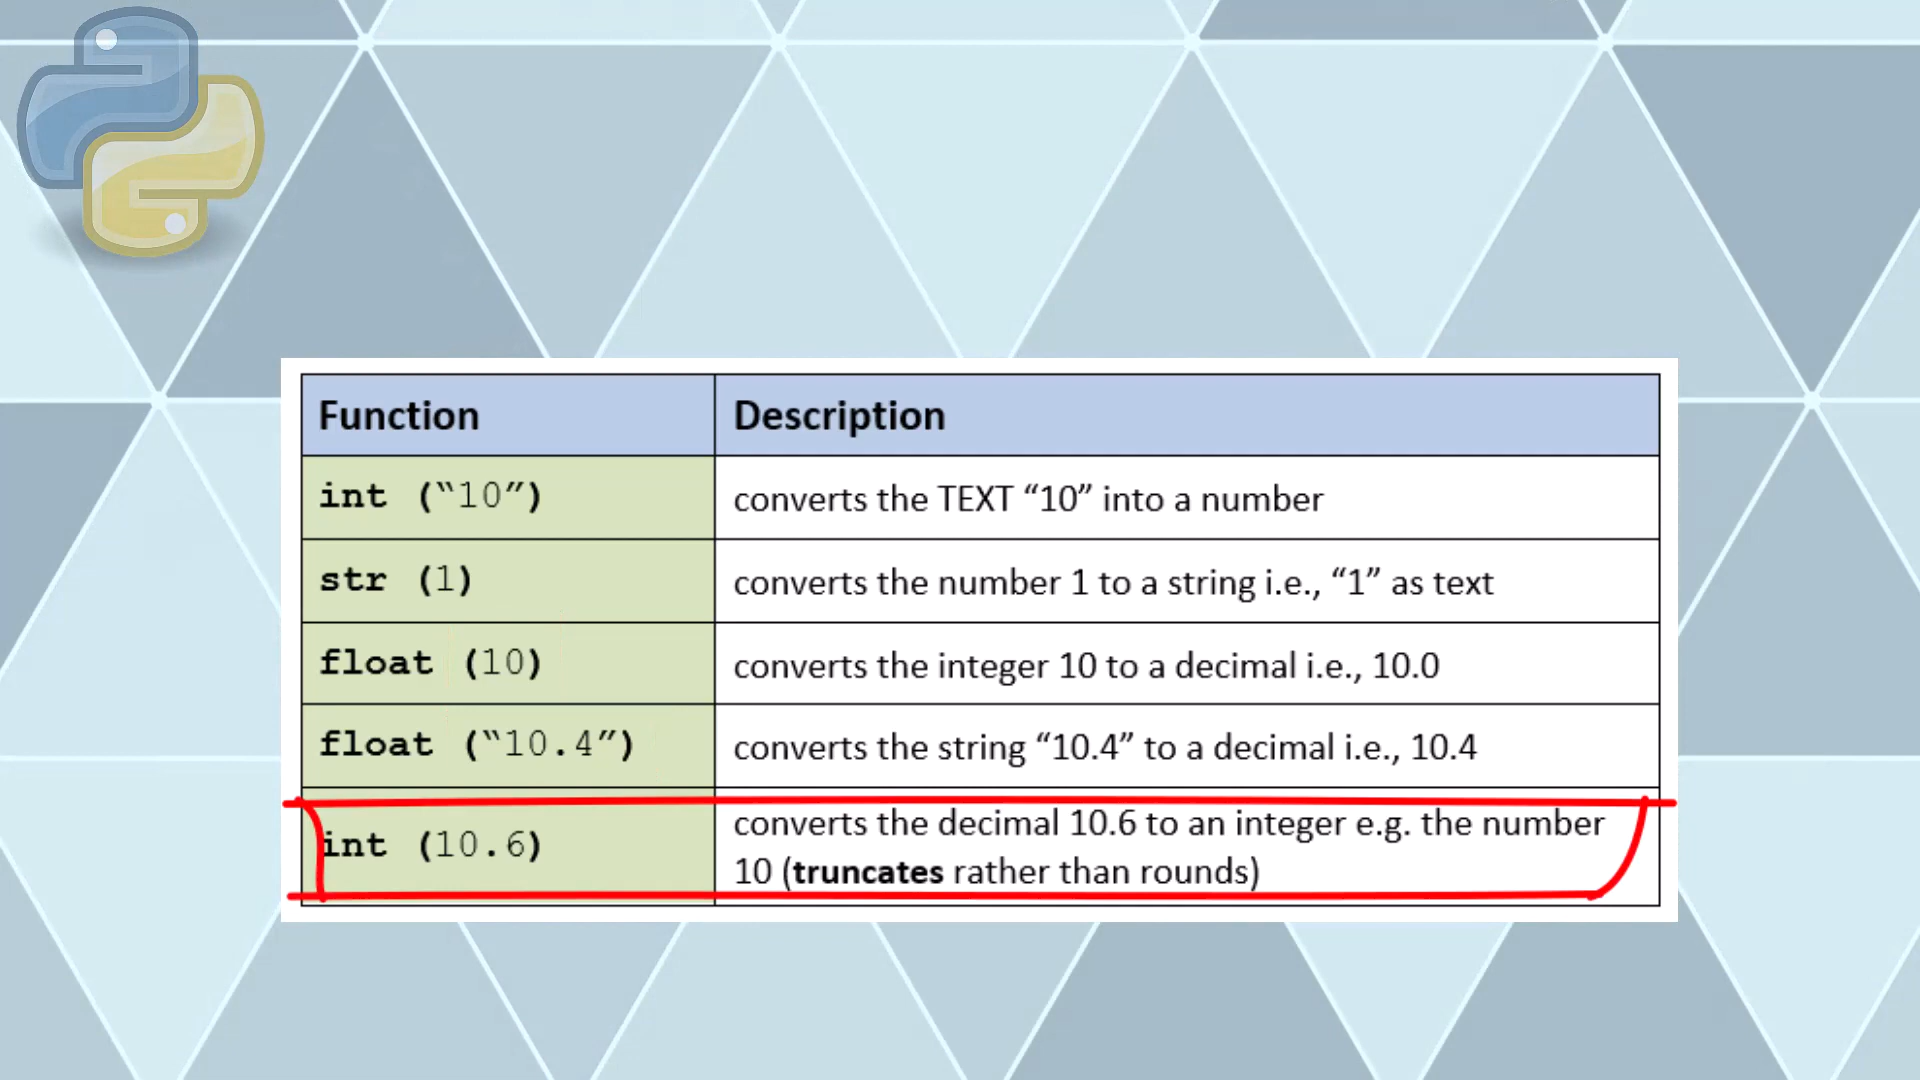 Function Description
int (“10”) converts the TEXT “10” into a number
str (1) converts the number 1 to a string i.e., “1” as text
float (10) converts the integer 10 to a decimal i.e., 10.0
float (“10.4”) converts the string “10.4” to a decimal i.e., 10.4
int (10.6) converts the decimal 10.6 to an integer e.g. the number
10 (truncates rather than rounds)